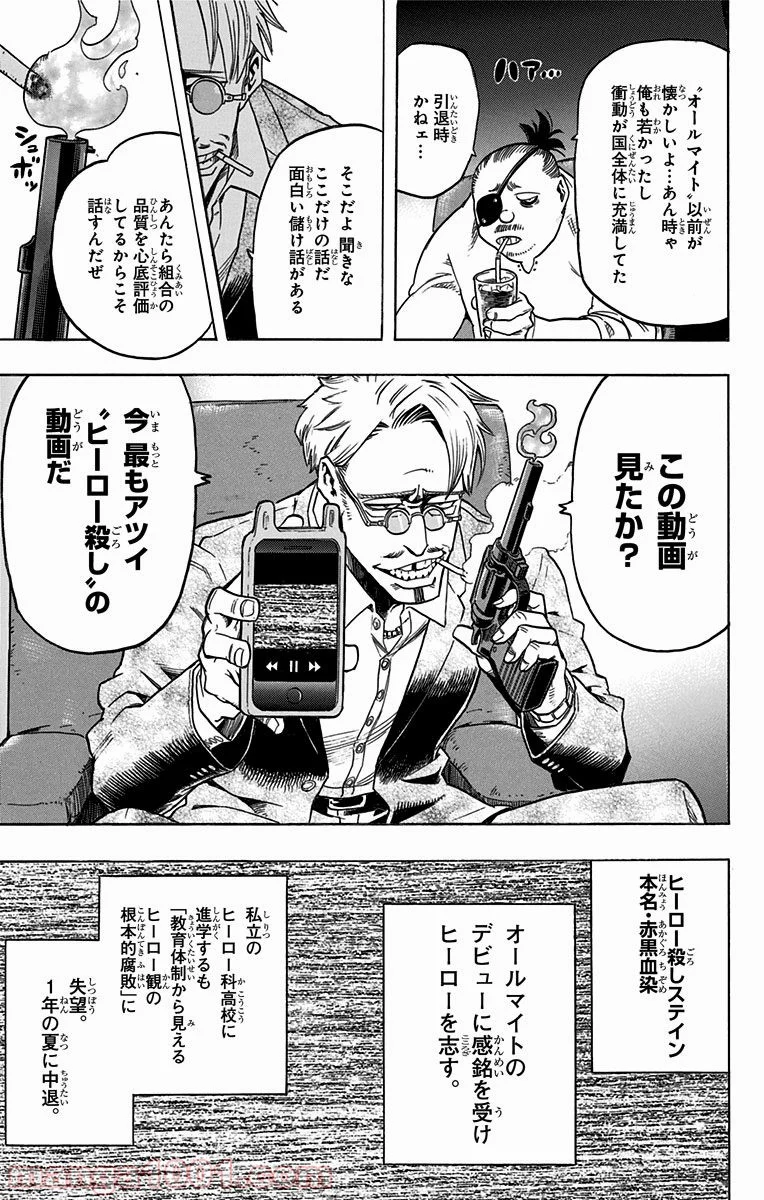 〝オールマイト〟以前が
懐かしいよ…あん時ゃ
俺も若かったし
衝動が国全体に充満してた
ハァ…
引退時
かねェ…
そこだよ 聞きな
ここだけの話だ
面白い儲け話がある
シュボッ
あんたら組合の
品質を心底評価
してるからこそ
話すんだぜ
この動画
見たか?
今 最もアツイ
〝ヒーロー殺し〟の
動画だ
ヒーロー殺しステイン
本名・赤黒血染
オールマイトの
デビューに感銘を受け
ヒーローを志す。
私立の
ヒーロー科高校に
進学するも
「教育体制から見える
ヒーロー観の
根本的腐敗」に
失望。
1年の夏に中退。